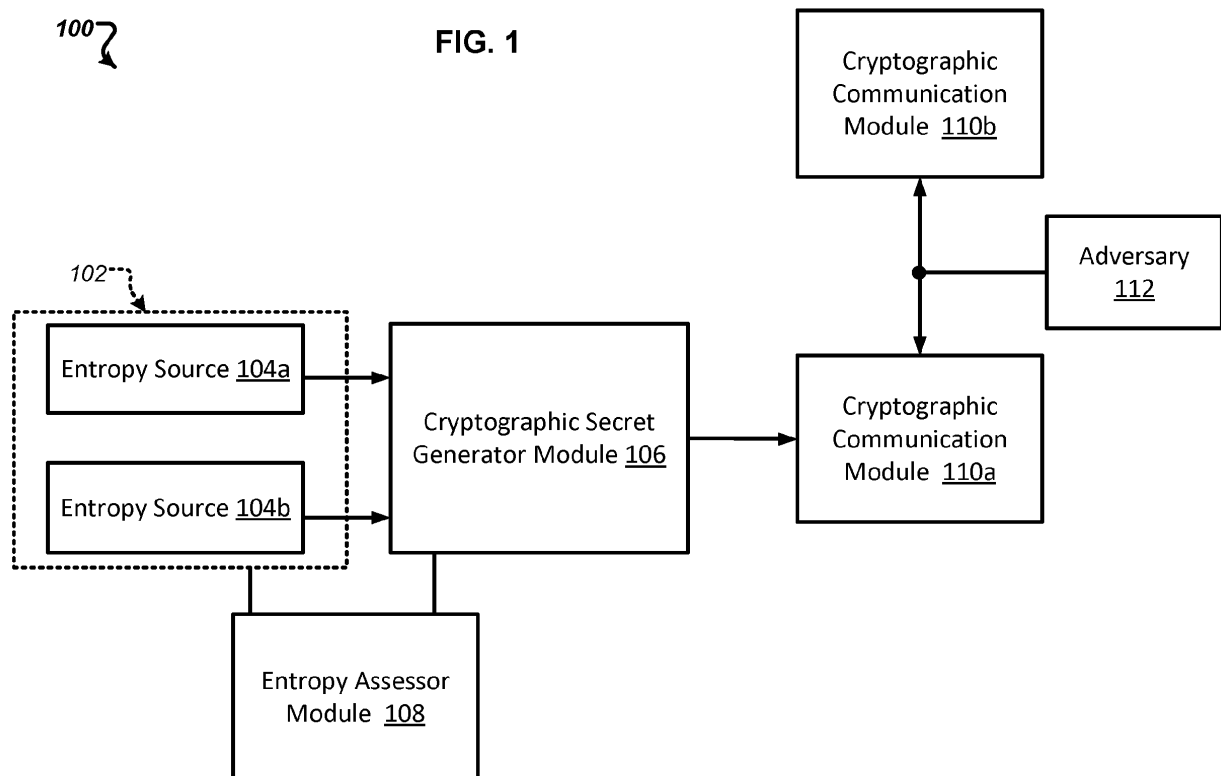 100
FIG. 1
Cryptographic
Communication
Module 110b
Adversary
112
102
Entropy Source 104a
Entropy Source 104b
Cryptographic Secret
Generator Module 106
Cryptographic
Communication
Module 110a
Entropy Assessor
Module 108